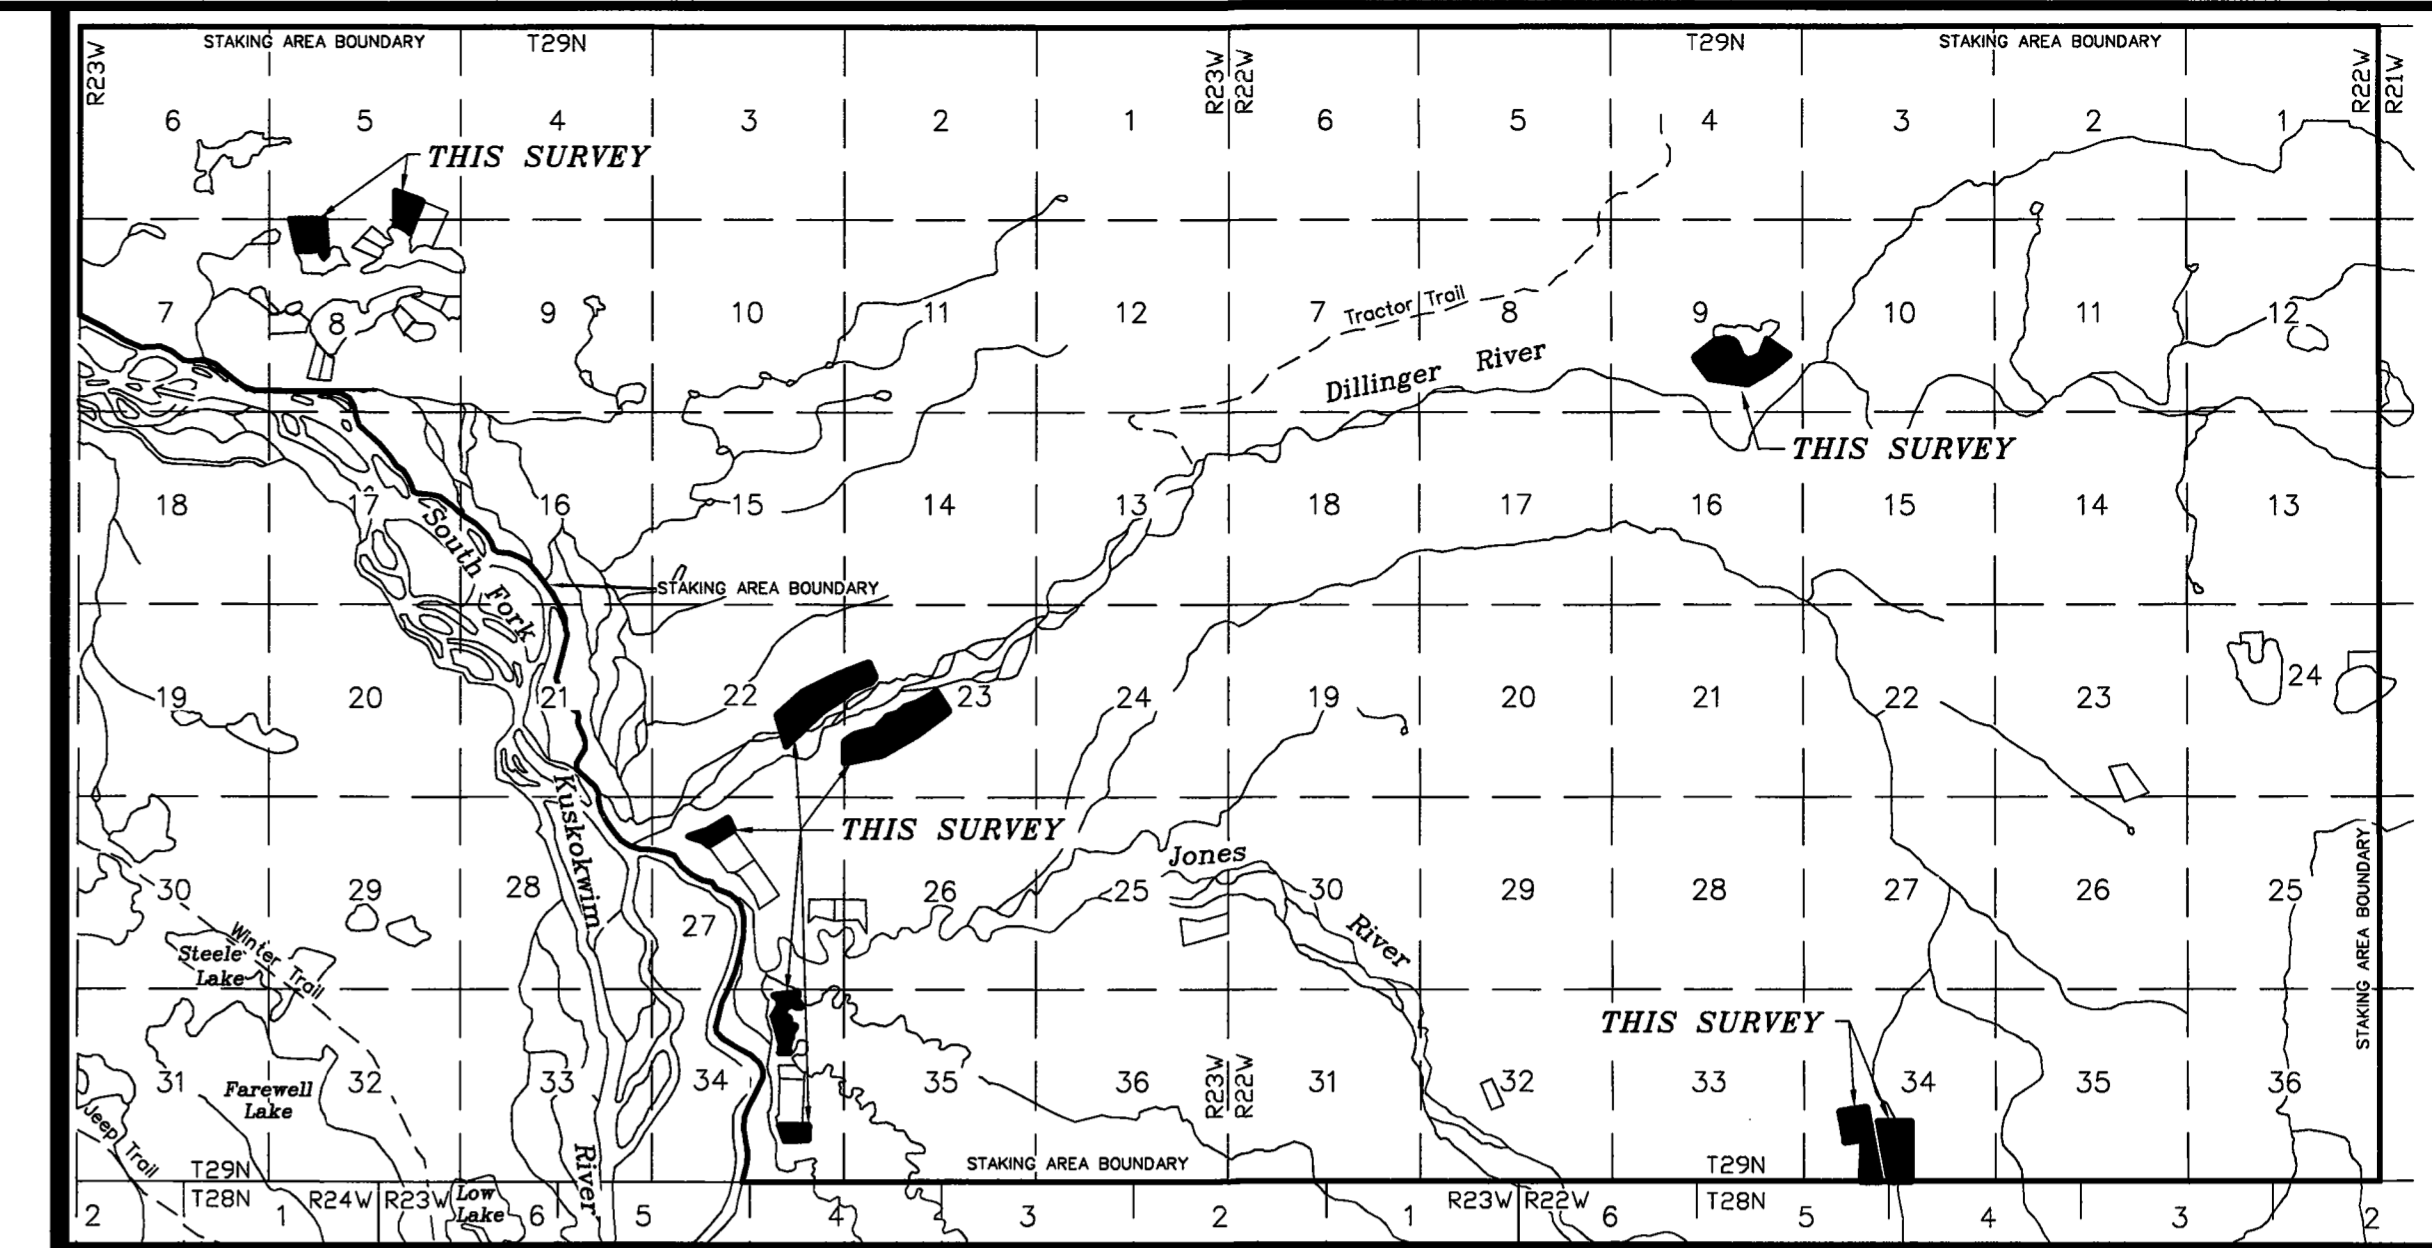 STAKING AREA BOUNDARY
T29N
T29N
STAKING AREA BOUNDARY
R23W
R23W
R22W
R22W
R21W
6 5 4 3 2 1 6 5 4 3 2 1
THIS SURVEY
7 8 9 10 11 12 7 8 9 10 11 12
Tractor Trail
Dillinger River
THIS SURVEY
18 17 16 15 14 13 18 17 16 15 14 13
South Fork
STAKING AREA BOUNDARY
19 20 21 22 23 24 19 20 21 22 23 24
Kuskokwim
THIS SURVEY
Jones
River
30 29 28 27 26 25 30 29 28 27 26 25
STAKING AREA BOUNDARY
Winter Trail
Steele
Lake
THIS SURVEY
R23W
R22W
31 32 33 34 35 36 31 32 33 34 35 36
Farewell
Lake
Jeep Trail
River
STAKING AREA BOUNDARY
T29N
T29N
T28N
R24W
R23W
Low
Lake
R23W
R22W
T28N
2 1 6 5 4 3 2 1 6 5 4 3 2